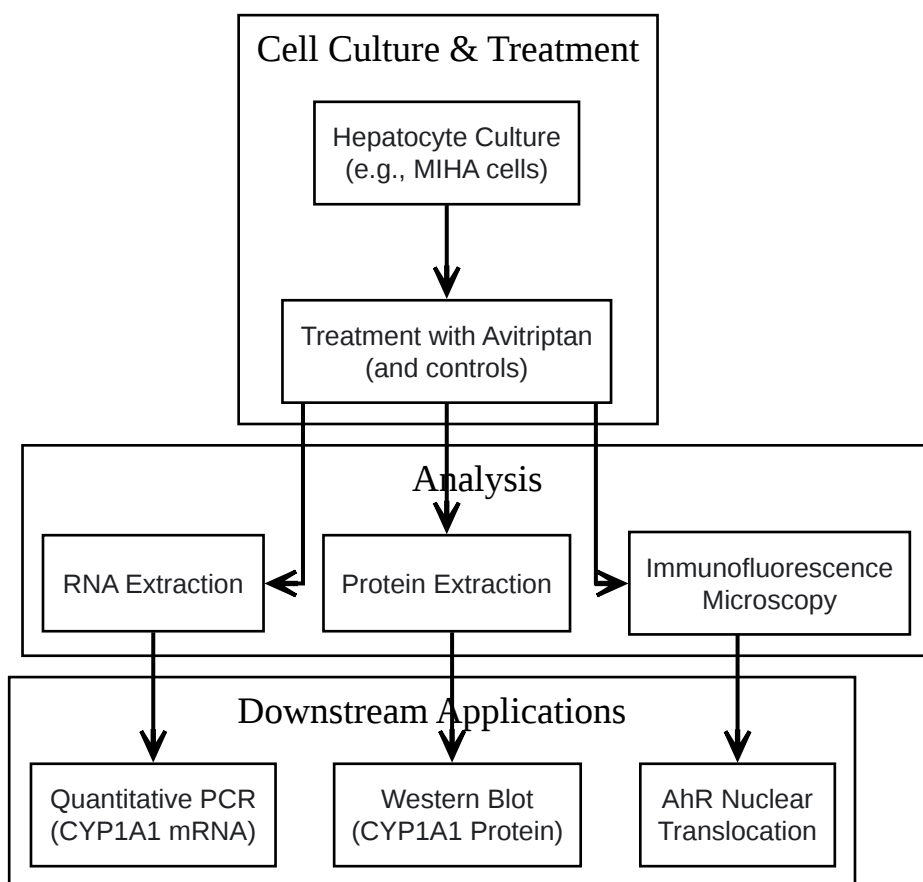 Cell Culture & Treatment
Hepatocyte Culture
(e.g., MIHA cells)
Treatment with Avitriptan
(and controls)
Analysis
RNA Extraction
Protein Extraction
Immunofluorescence
Microscopy
Downstream Applications
Quantitative PCR
(CYP1A1 mRNA)
Western Blot
(CYP1A1 Protein)
AhR Nuclear
Translocation